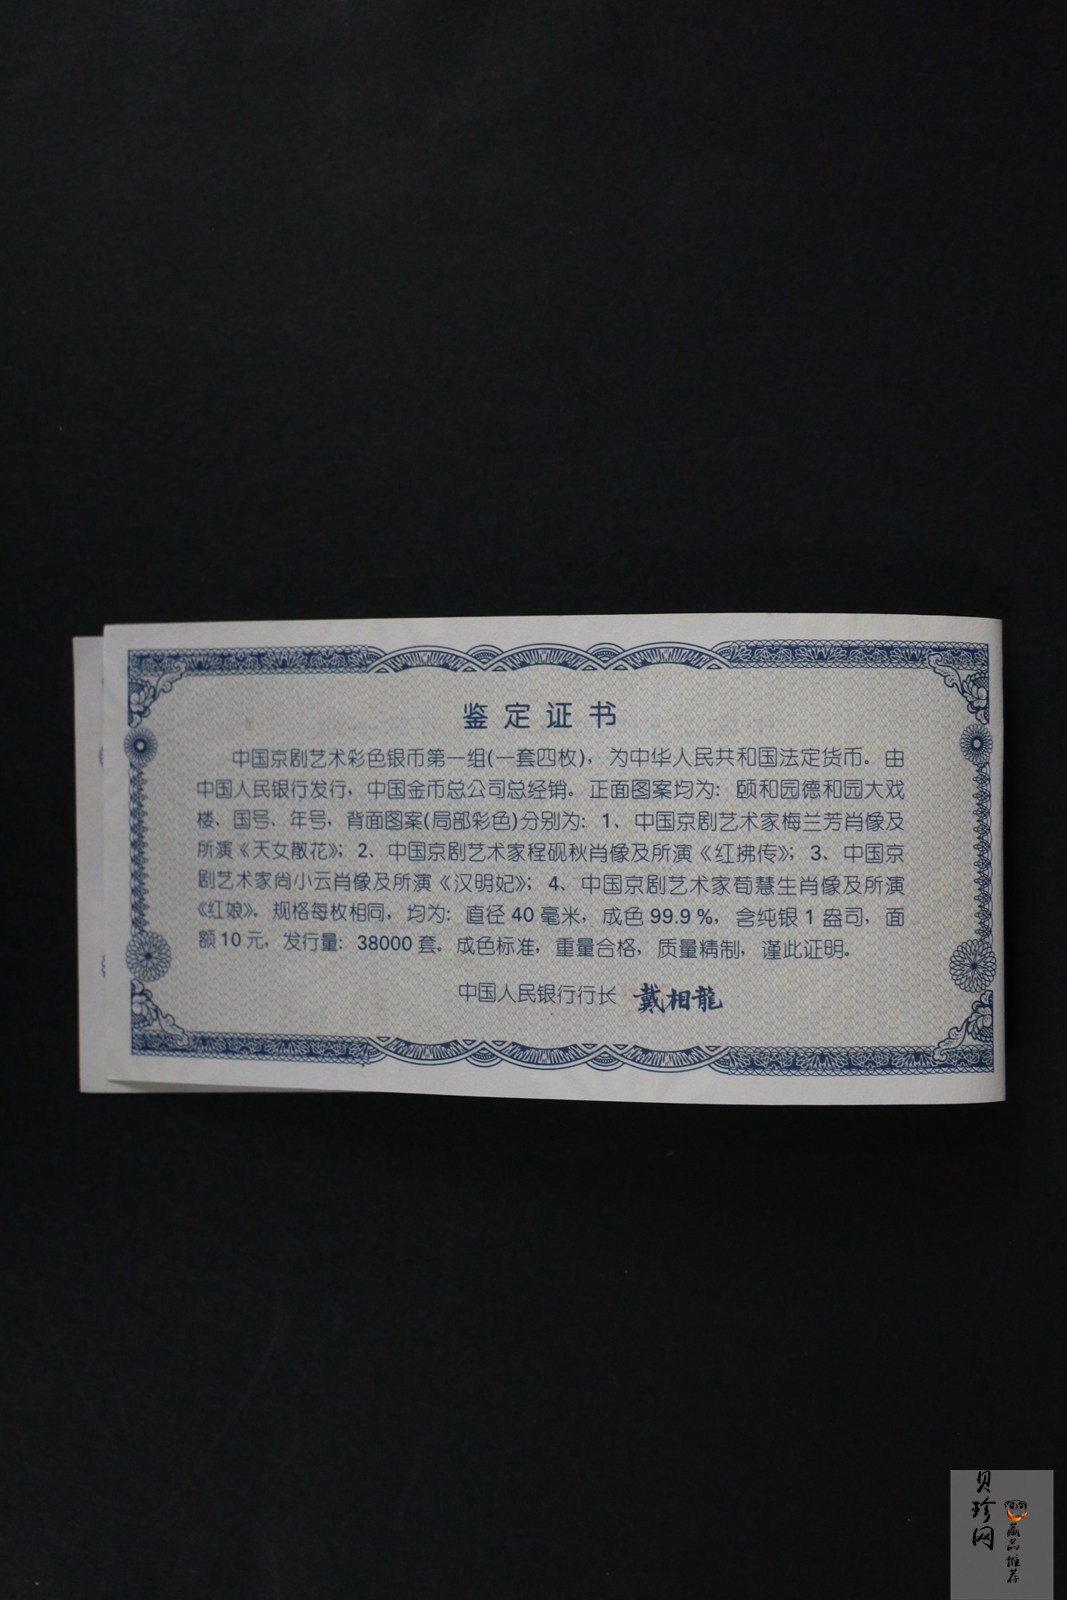 鉴定证书
中国京剧艺术彩色银币第一组(一套四枚)，为中华人民共和国法定货币。由
中国人民银行发行，中国金币总公司总经销。正面图案均为：颐和园德和园大戏
楼、国号、年号，背面图案(局部彩色)分别为：1、中国京剧艺术家梅兰芳肖像及
所演《天女散花》；2、中国京剧艺术家程砚秋肖像及所演《红拂传》；3、中国京
剧艺术家尚小云肖像及所演《汉明妃》；4、中国京剧艺术家荀慧生肖像及所演
《红娘》。规格每枚相同，均为：直径40毫米，成色99.9%，含纯银1盎司，面
额10元，发行量：38000套。成色标准，重量合格，质量精制，谨此证明。
中国人民银行行长 戴相龍
贝珍网
藏品推荐